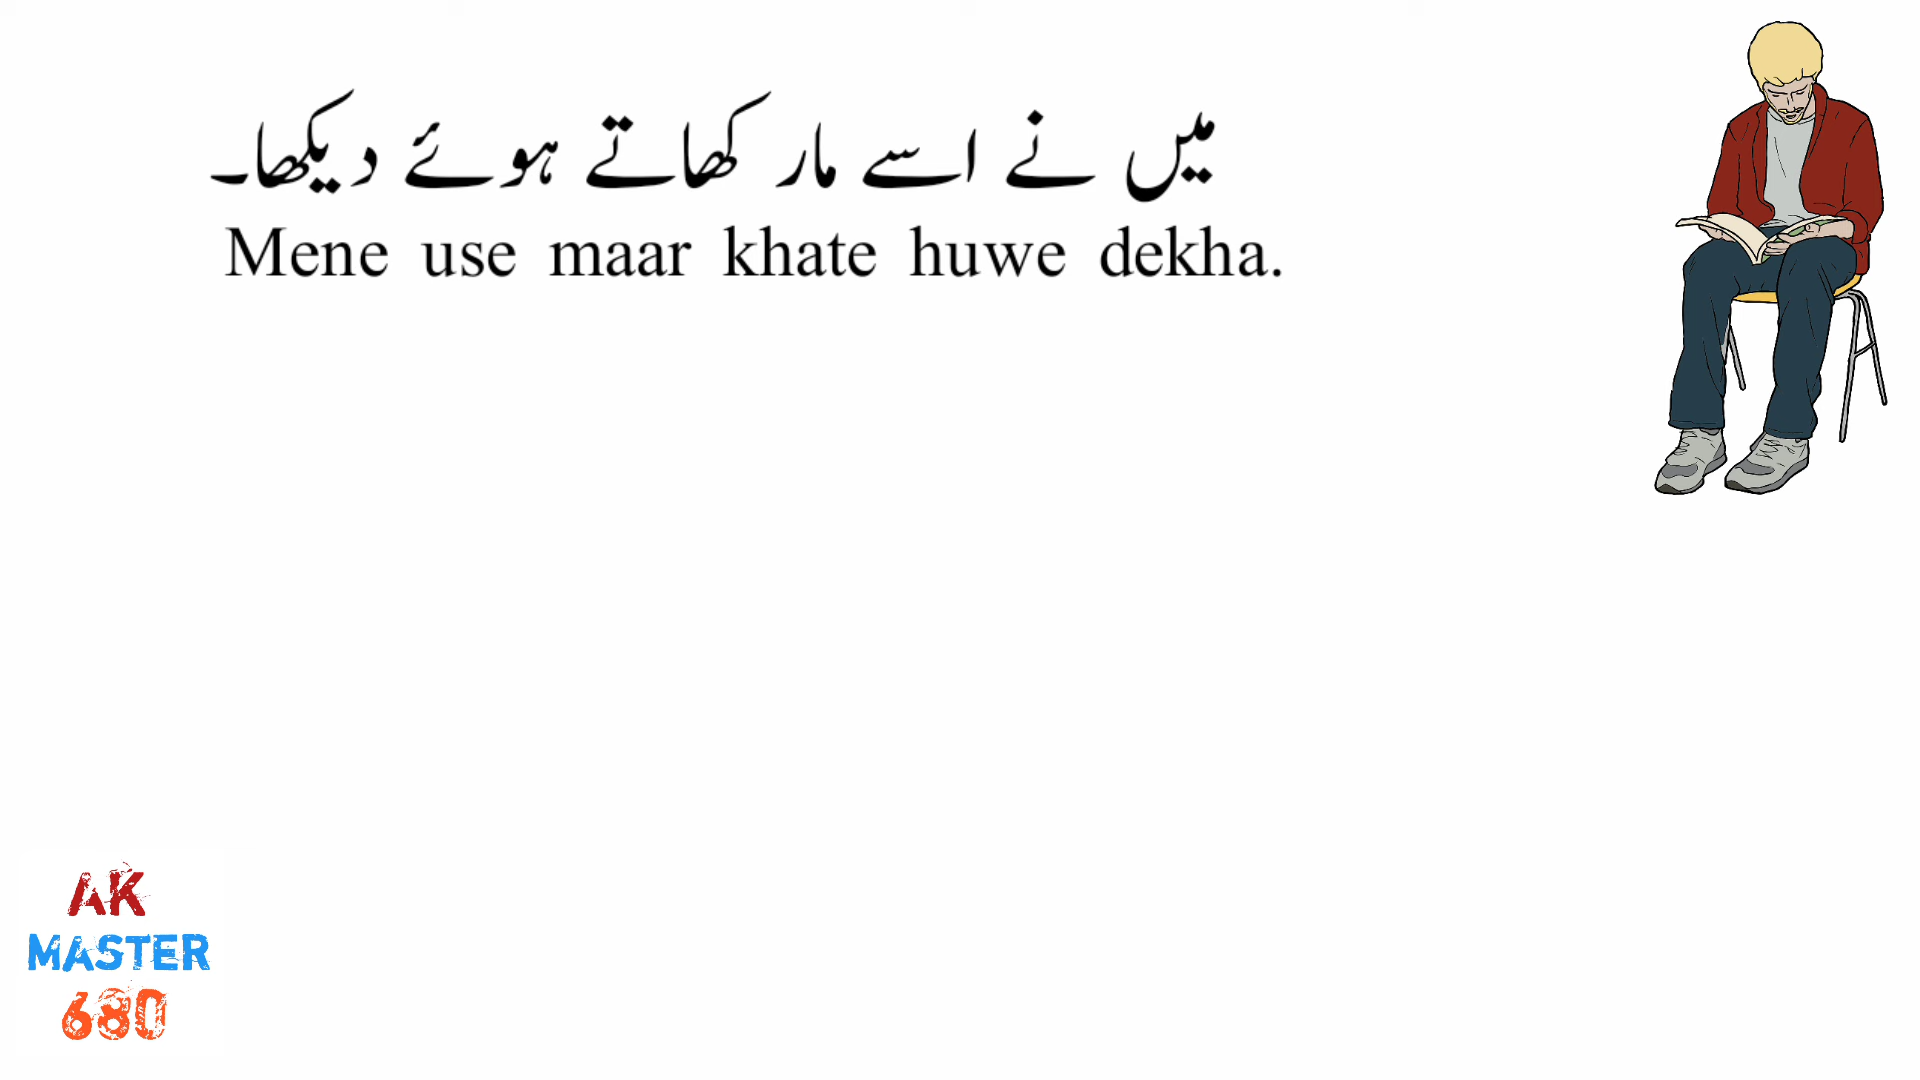 میں نے اسے مار کھاتے ہوئے دیکھا۔
Mene use maar khate huwe dekha.
AK
MASTER
680